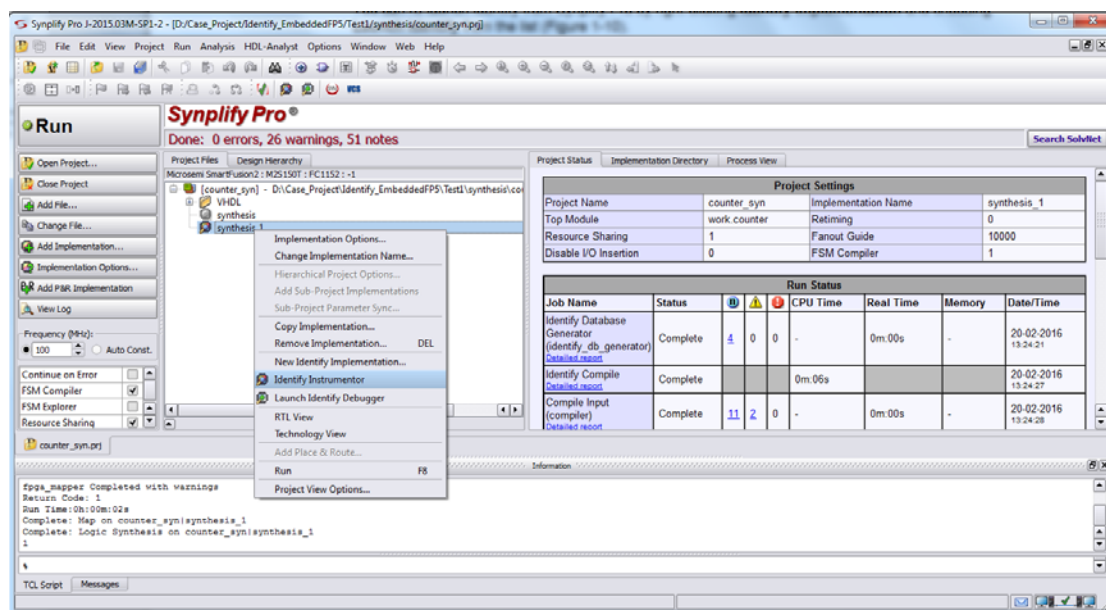 Synplify Pro J-2015.03M-SP1-2 - [D:/Case_Project/Identify_EmbeddedFP5/Test1/synthesis/counter_syn.prj]
File Edit View Project Run Analysis HDL-Analyst Options Window Web Help
VCS
Run
Synplify Pro®
Done: 0 errors, 26 warnings, 51 notes
Search SolvNet
Open Project...
Close Project
Add File...
Change File...
Add Implementation...
Implementation Options...
Add P&R Implementation
View Log
Frequency (MHz):
100
Auto Const.
Continue on Error
FSM Compiler
FSM Explorer
Resource Sharing
Project Files Design Hierarchy
Microsemi SmartFusion2 : M2S150T : FC1152 : -1
[counter_syn] - D:\Case_Project\Identify_EmbeddedFP5\Test1\synthesis\cou
VHDL
synthesis
synthesis_1
Implementation Options...
Change Implementation Name...
Hierarchical Project Options...
Add Sub-Project Implementations
Sub-Project Parameter Sync...
Copy Implementation...
Remove Implementation... DEL
New Identify Implementation...
Identify Instrumentor
Launch Identify Debugger
RTL View
Technology View
Add Place & Route...
Run F8
Project View Options...
Project Status Implementation Directory Process View
Project Settings
Project Name counter_syn Implementation Name synthesis_1
Top Module work.counter Retiming 0
Resource Sharing 1 Fanout Guide 10000
Disable I/O Insertion 0 FSM Compiler 1
Run Status
Job Name Status CPU Time Real Time Memory Date/Time
Identify Database
Generator
(identify_db_generator)
Detailed report
Complete 4 0 0 - 0m:00s - 20-02-2016
13:24:21
Identify Compile
Detailed report
Complete 0m:06s 20-02-2016
13:24:27
Compile Input
(compiler)
Detailed report
Complete 11 2 0 - 0m:00s - 20-02-2016
13:24:28
counter_syn.prj
Information
fpga_mapper Completed with warnings
Return Code: 1
Run Time:0h:00m:02s
Complete: Map on counter_syn|synthesis_1
Complete: Logic Synthesis on counter_syn|synthesis_1
1
%
TCL Script Messages